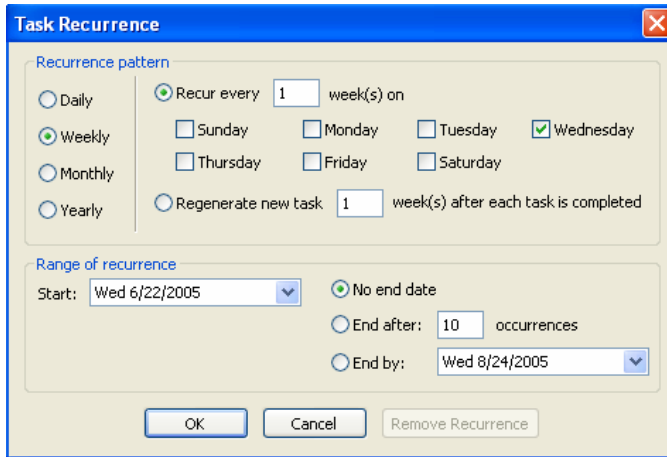 Task Recurrence
Recurrence pattern
Daily
Weekly
Monthly
Yearly
Recur every 1 week(s) on
Sunday Monday Tuesday Wednesday
Thursday Friday Saturday
Regenerate new task 1 week(s) after each task is completed
Range of recurrence
Start: Wed 6/22/2005
No end date
End after: 10 occurrences
End by: Wed 8/24/2005
OK Cancel Remove Recurrence